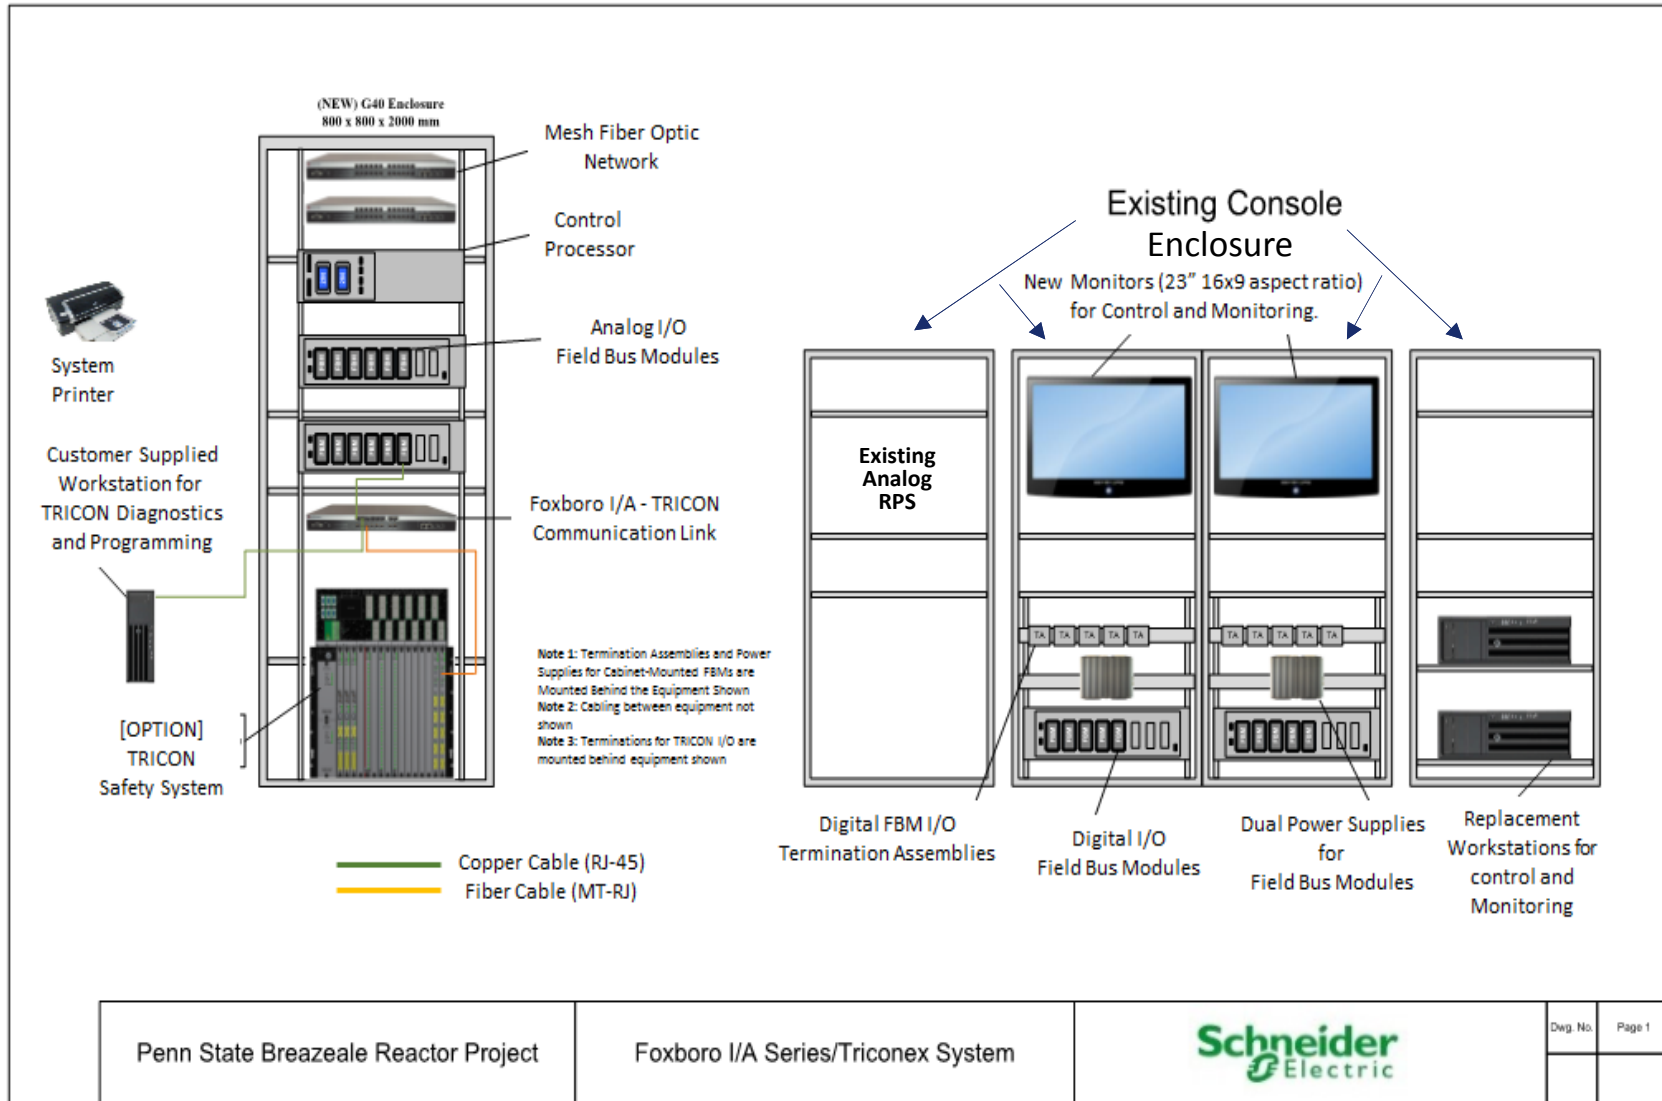 (NEW) G40 Enclosure
800 x 800 x 2000 mm
Mesh Fiber Optic
Network
Control
Processor
Analog I/O
Field Bus Modules
System
Printer
Customer Supplied
Workstation for
TRICON Diagnostics
and Programming
Foxboro I/A - TRICON
Communication Link
[OPTION]
TRICON
Safety System
Note 1: Termination Assemblies and Power
Supplies for Cabinet-Mounted FBMs are
Mounted Behind the Equipment Shown
Note 2: Cabling between equipment not
shown
Note 3: Terminations for TRICON I/O are
mounted behind equipment shown
Copper Cable (RJ-45)
Fiber Cable (MT-RJ)
Existing Console
Enclosure
New Monitors (23" 16x9 aspect ratio)
for Control and Monitoring.
Existing
Analog
RPS
TA TA TA TA TA
TA TA TA TA TA
Digital FBM I/O
Termination Assemblies
Digital I/O
Field Bus Modules
Dual Power Supplies
for
Field Bus Modules
Replacement
Workstations for
control and
Monitoring
Penn State Breazeale Reactor Project
Foxboro I/A Series/Triconex System
Schneider
Electric
Dwg. No.
Page 1